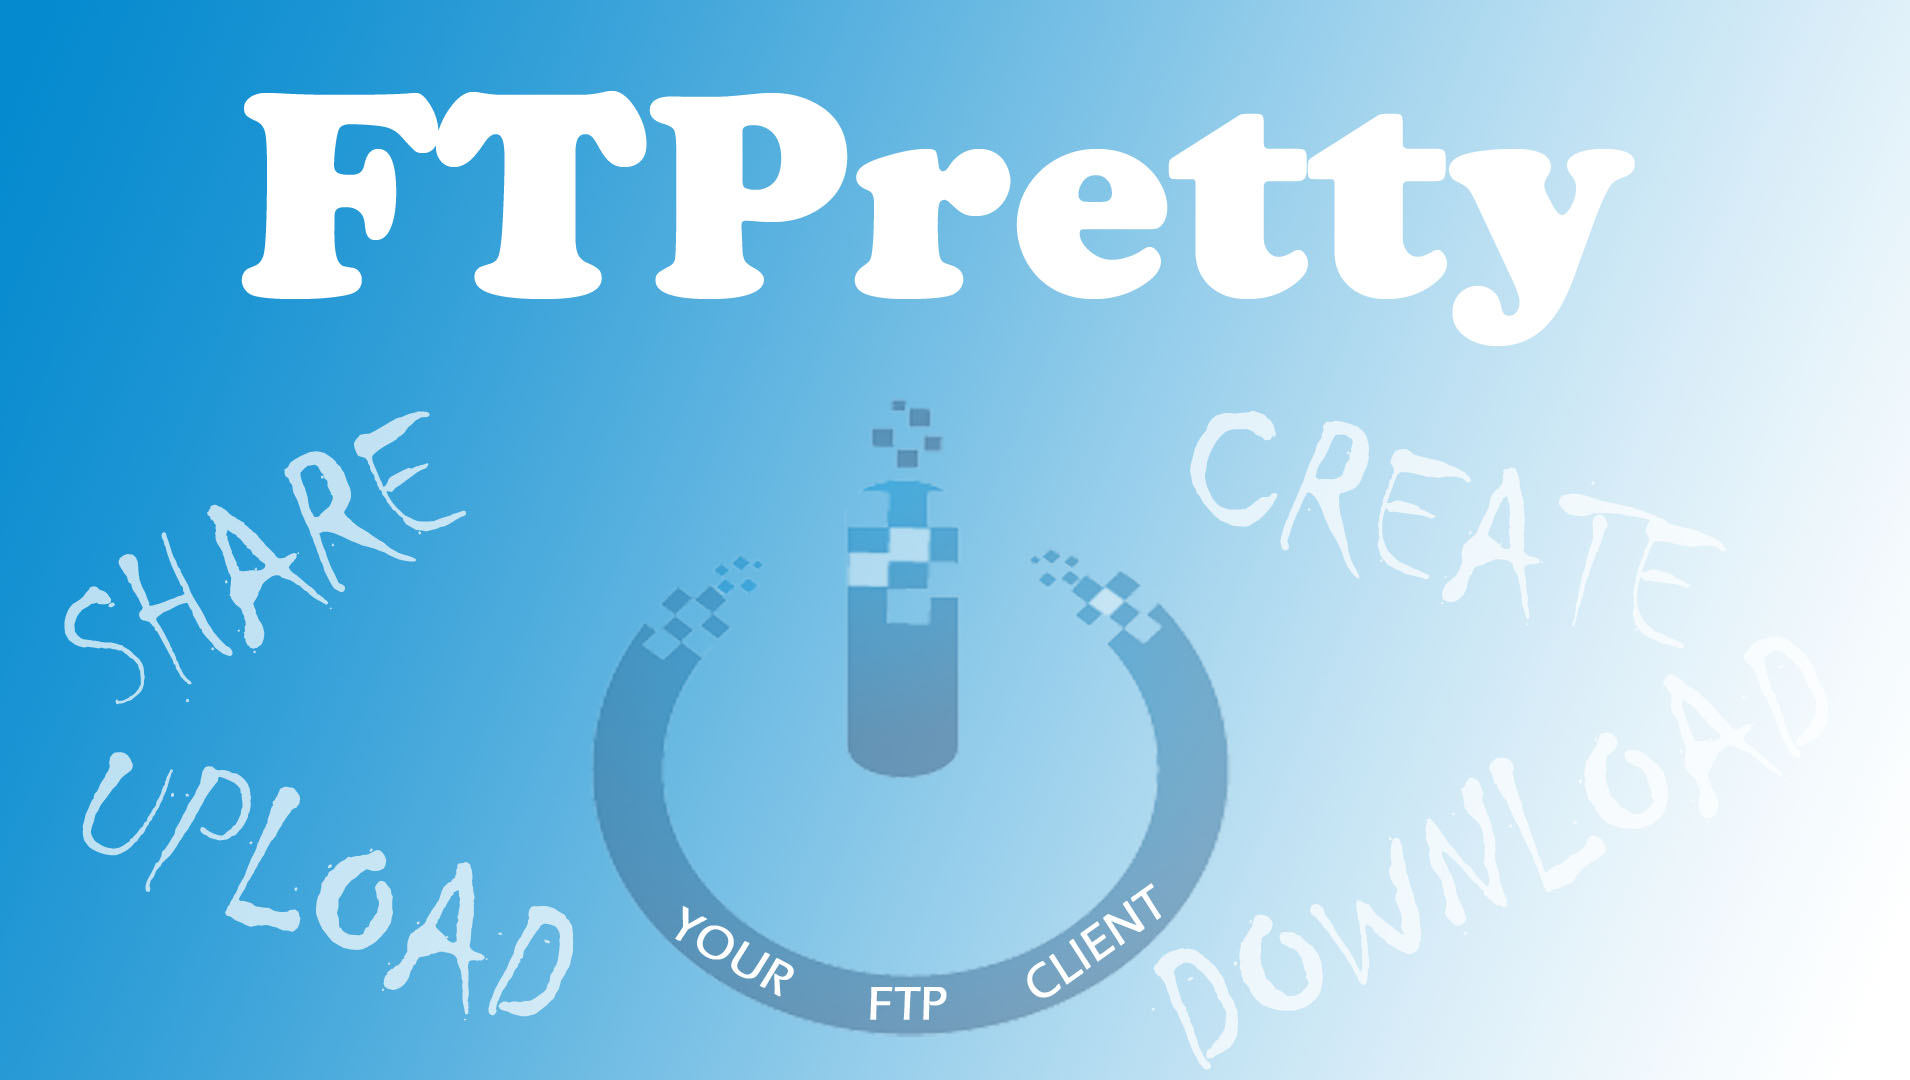 FTPretty
SHARE
CREATE
UPLOAD
DOWNLOAD
YOUR FTP CLIENT